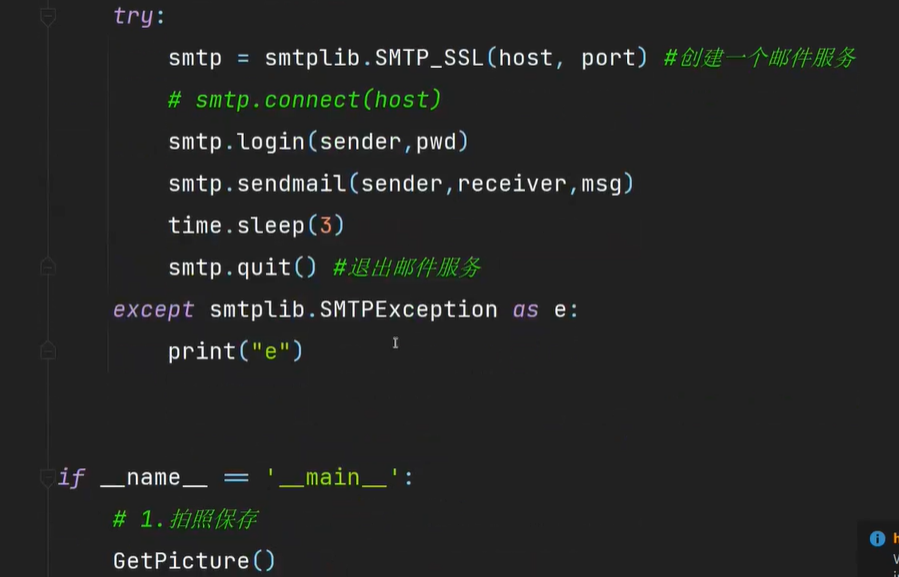 try:
smtp = smtplib.SMTP_SSL(host, port) #创建一个邮件服务
# smtp.connect(host)
smtp.login(sender,pwd)
smtp.sendmail(sender,receiver,msg)
time.sleep(3)
smtp.quit() #退出邮件服务
except smtplib.SMTPException as e:
print("e")
if __name__ == '__main__':
# 1.拍照保存
GetPicture()